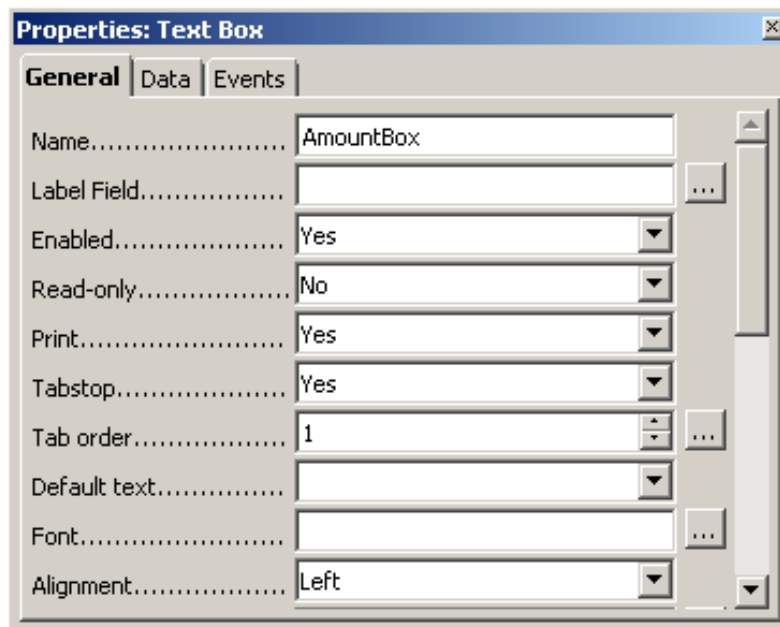 Properties: Text Box
General Data Events
Name...................... AmountBox
Label Field................ ...
Enabled.................... Yes
Read-only.................. No
Print...................... Yes
Tabstop.................... Yes
Tab order.................. 1 ...
Default text...............
Font....................... ...
Alignment.................. Left